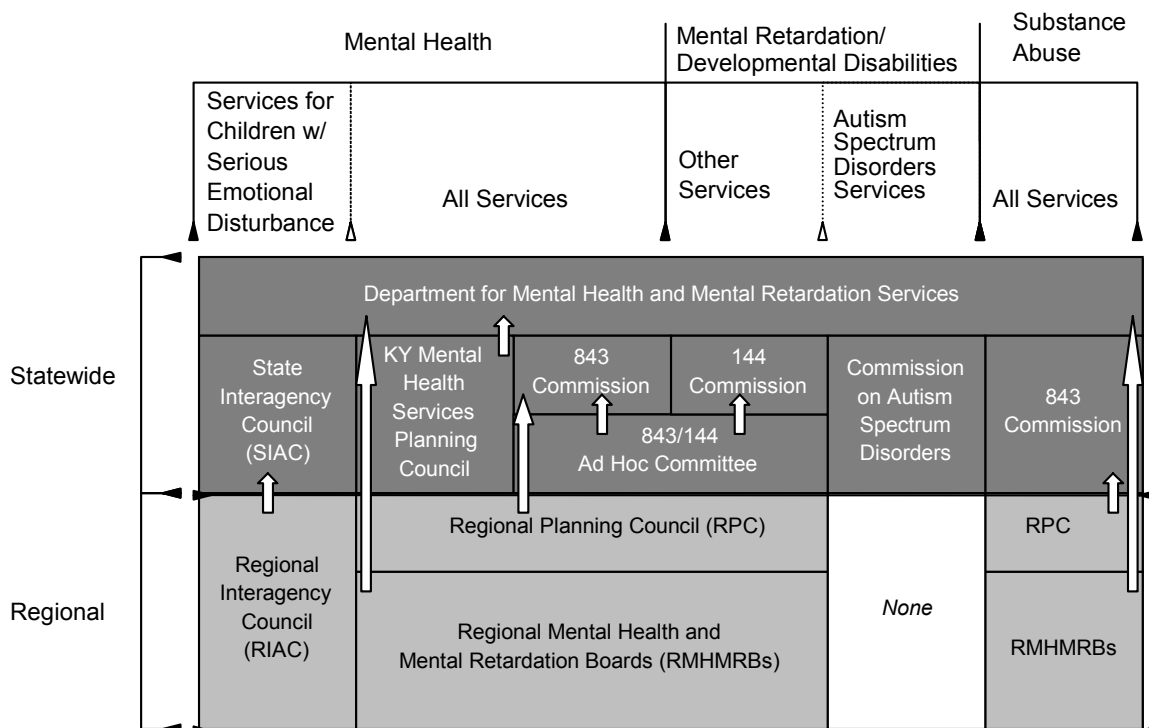 Mental Health
Mental Retardation/
Developmental Disabilities
Substance
Abuse
Services for
Children w/
Serious
Emotional
Disturbance
All Services
Other
Services
Autism
Spectrum
Disorders
Services
All Services
Department for Mental Health and Mental Retardation Services
Statewide
State
Interagency
Council
(SIAC)
KY Mental
Health
Services
Planning
Council
843
Commission
144
Commission
843/144
Ad Hoc Committee
Commission
on Autism
Spectrum
Disorders
843
Commission
Regional
Regional
Interagency
Council
(RIAC)
Regional Planning Council (RPC)
Regional Mental Health and
Mental Retardation Boards (RMHMRBs)
None
RPC
RMHMRBs